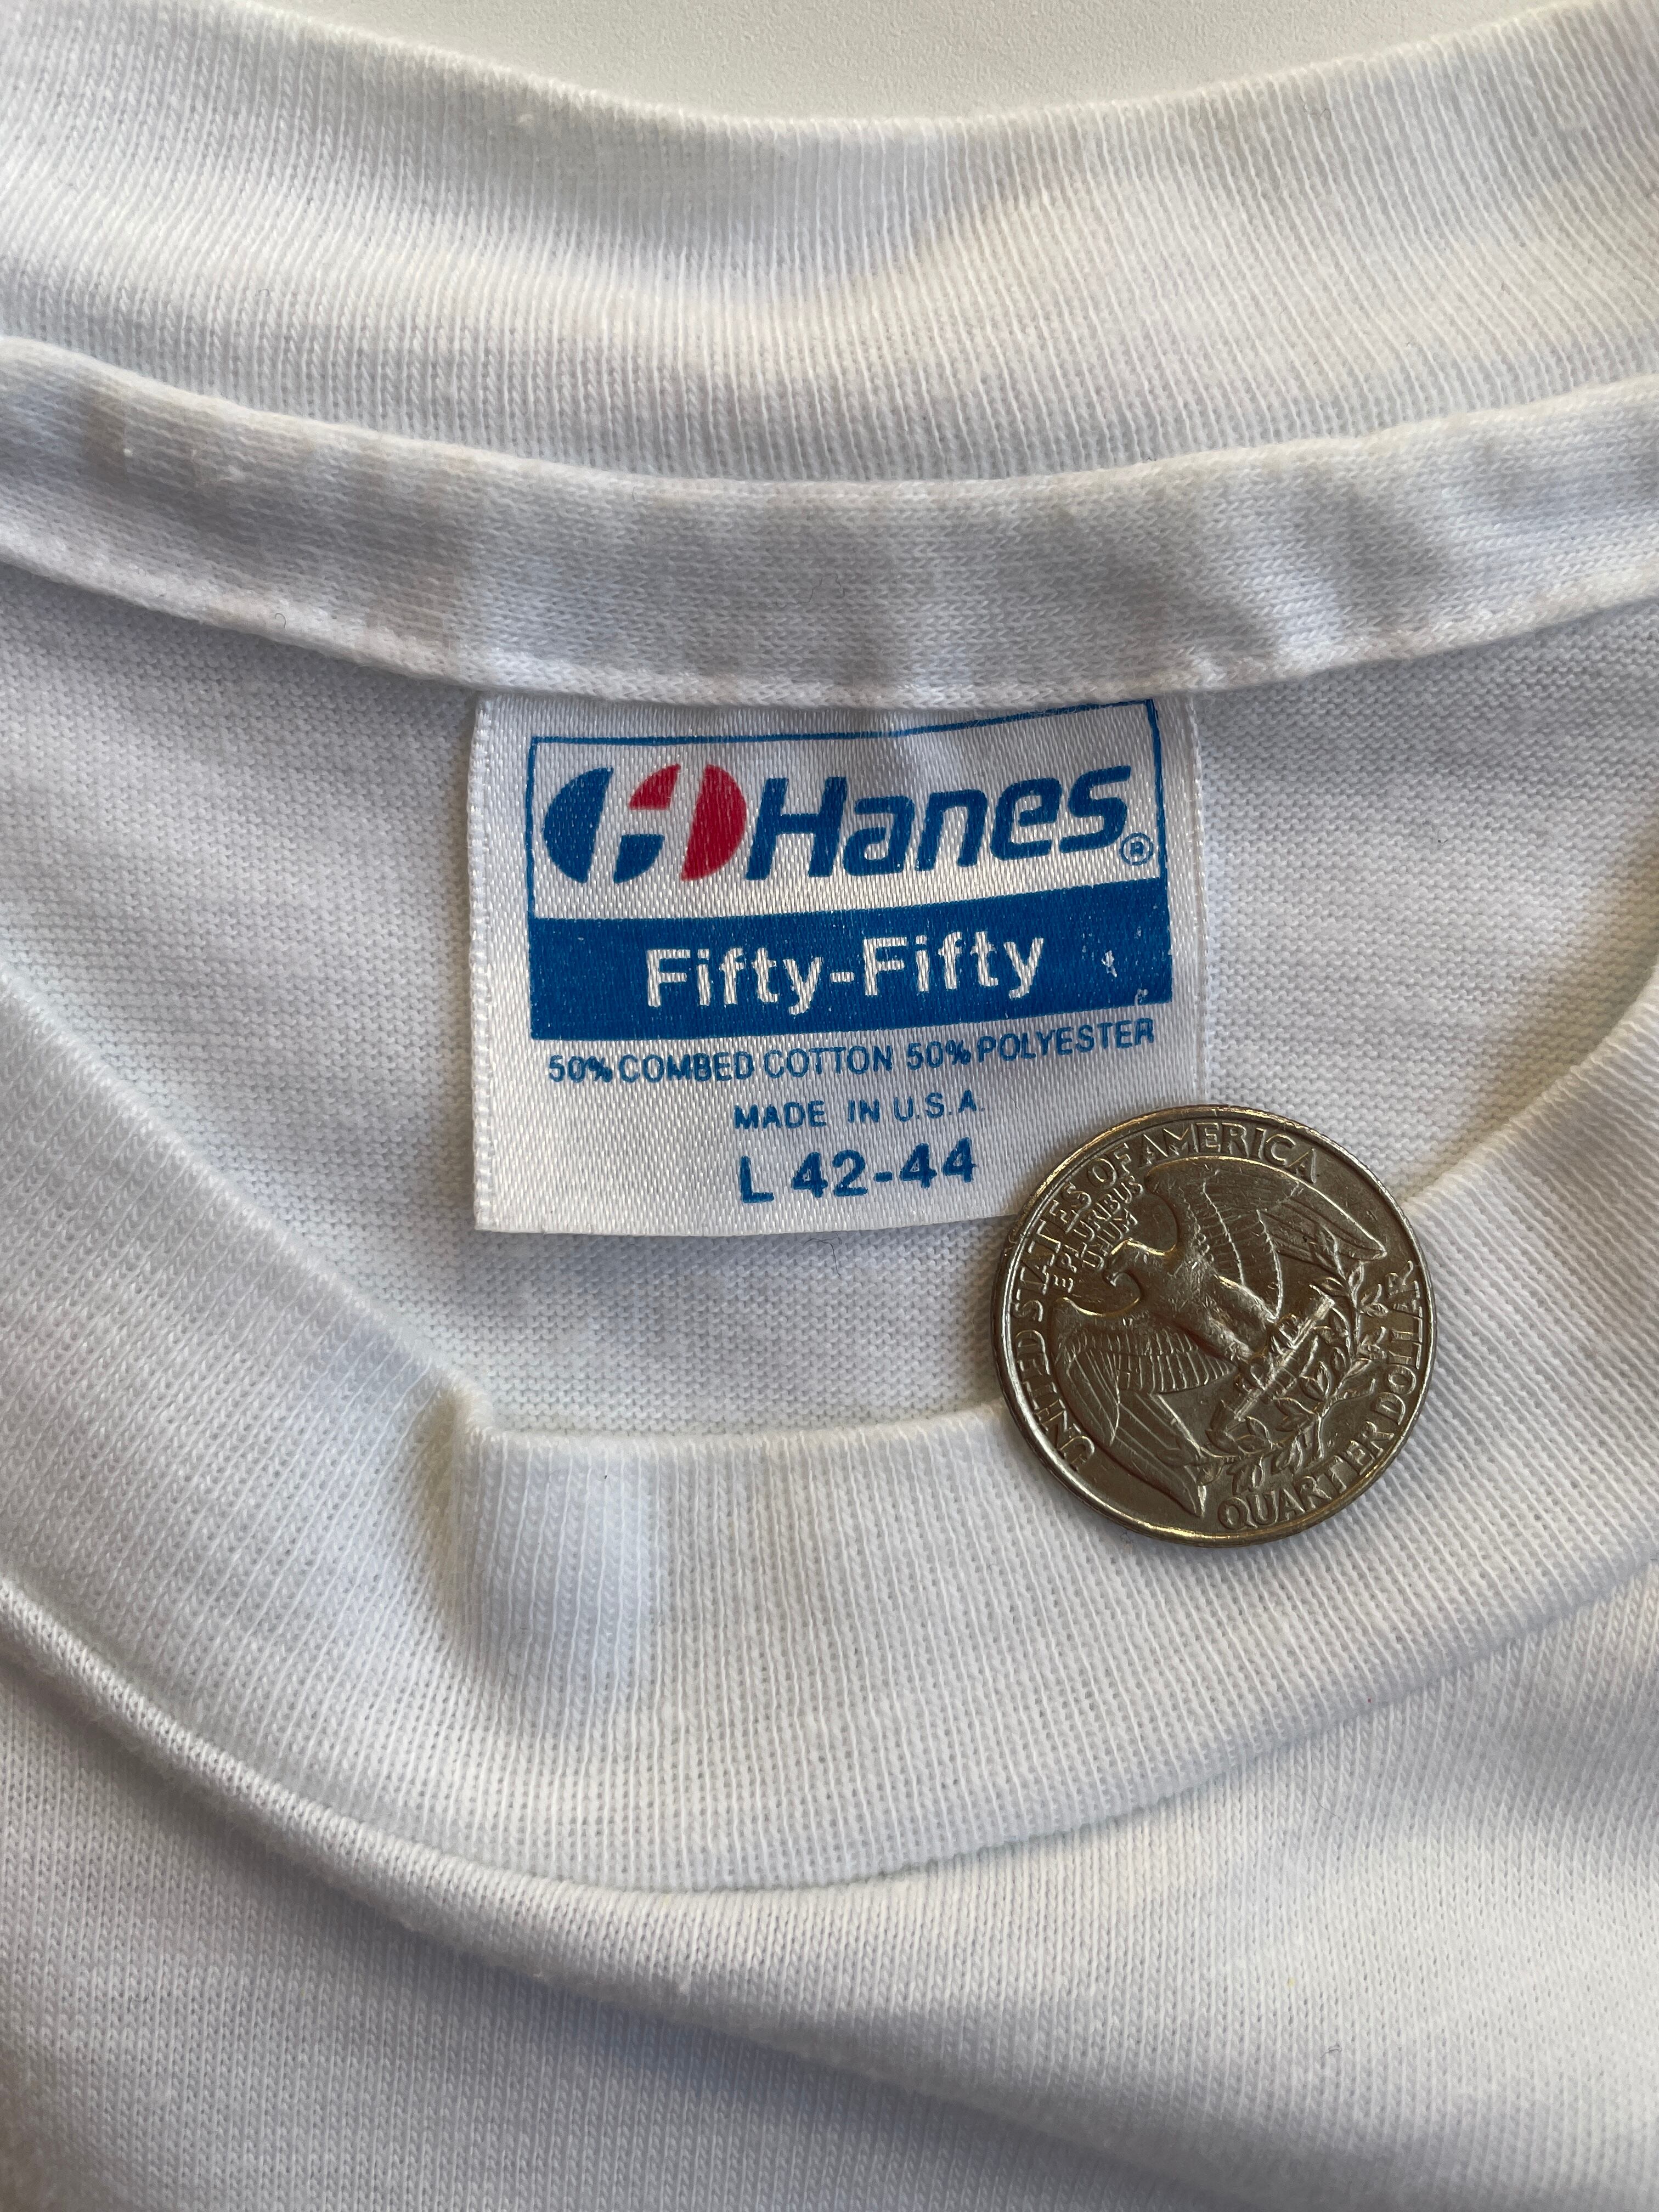 Hanes®
Fifty-Fifty
50% COMBED COTTON 50% POLYESTER
MADE IN U.S.A.
L 42-44
UNITED STATES OF AMERICA
E PLURIBUS
UNUM
QUARTER DOLLAR